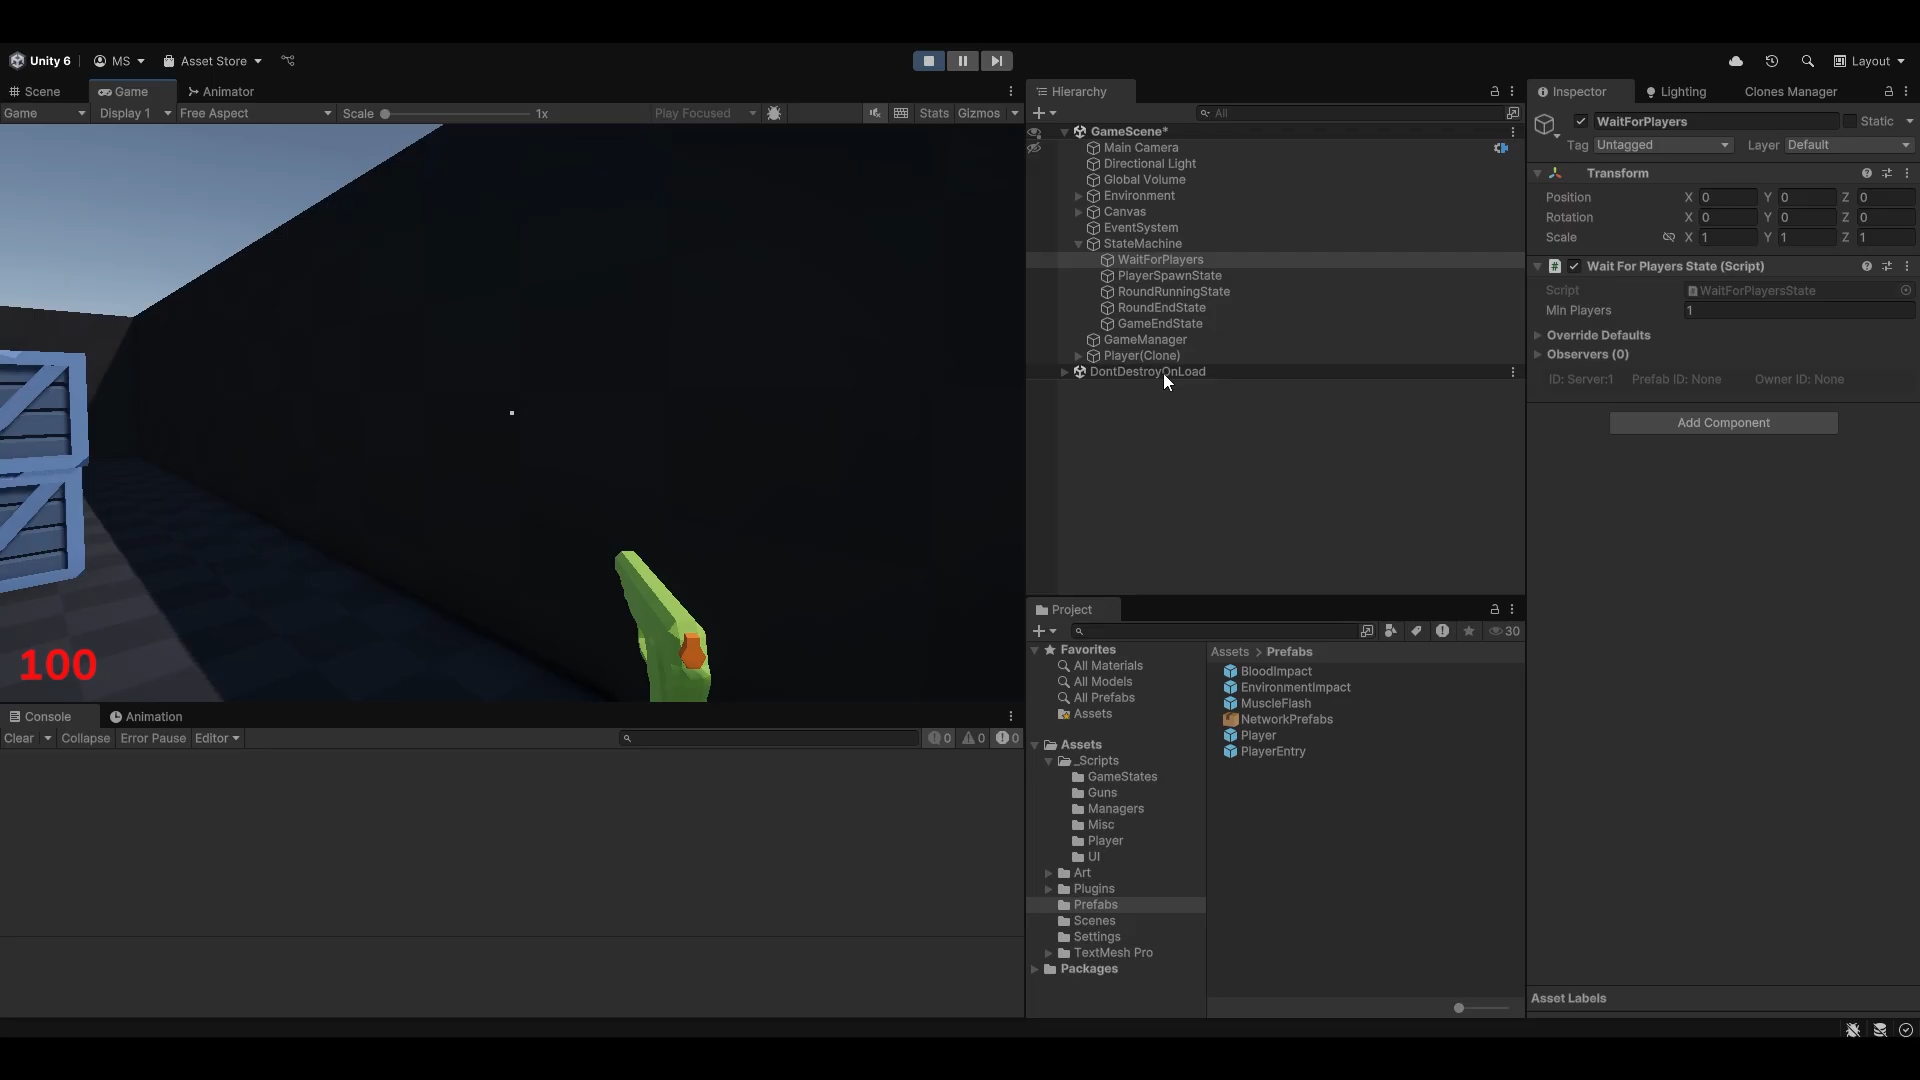 Unity 6
MS
Asset Store
Layout
Scene
Game
Animator
Game
Display 1
Free Aspect
Scale
1x
Play Focused
Stats
Gizmos
100
Console
Animation
Clear
Collapse
Error Pause
Editor
0
0
0
Hierarchy
All
GameScene*
Main Camera
Directional Light
Global Volume
Environment
Canvas
EventSystem
StateMachine
WaitForPlayers
PlayerSpawnState
RoundRunningState
RoundEndState
GameEndState
GameManager
Player(Clone)
DontDestroyOnLoad
Project
30
Favorites
All Materials
All Models
All Prefabs
Assets
Assets
_Scripts
GameStates
Guns
Managers
Misc
Player
UI
Art
Plugins
Prefabs
Scenes
Settings
TextMesh Pro
Packages
Assets > Prefabs
BloodImpact
EnvironmentImpact
MuscleFlash
NetworkPrefabs
Player
PlayerEntry
Inspector
Lighting
Clones Manager
WaitForPlayers
Static
Tag Untagged
Layer Default
Transform
Position X 0 Y 0 Z 0
Rotation X 0 Y 0 Z 0
Scale X 1 Y 1 Z 1
# Wait For Players State (Script)
Script WaitForPlayersState
Min Players 1
Override Defaults
Observers (0)
ID: Server:1 Prefab ID: None Owner ID: None
Add Component
Asset Labels